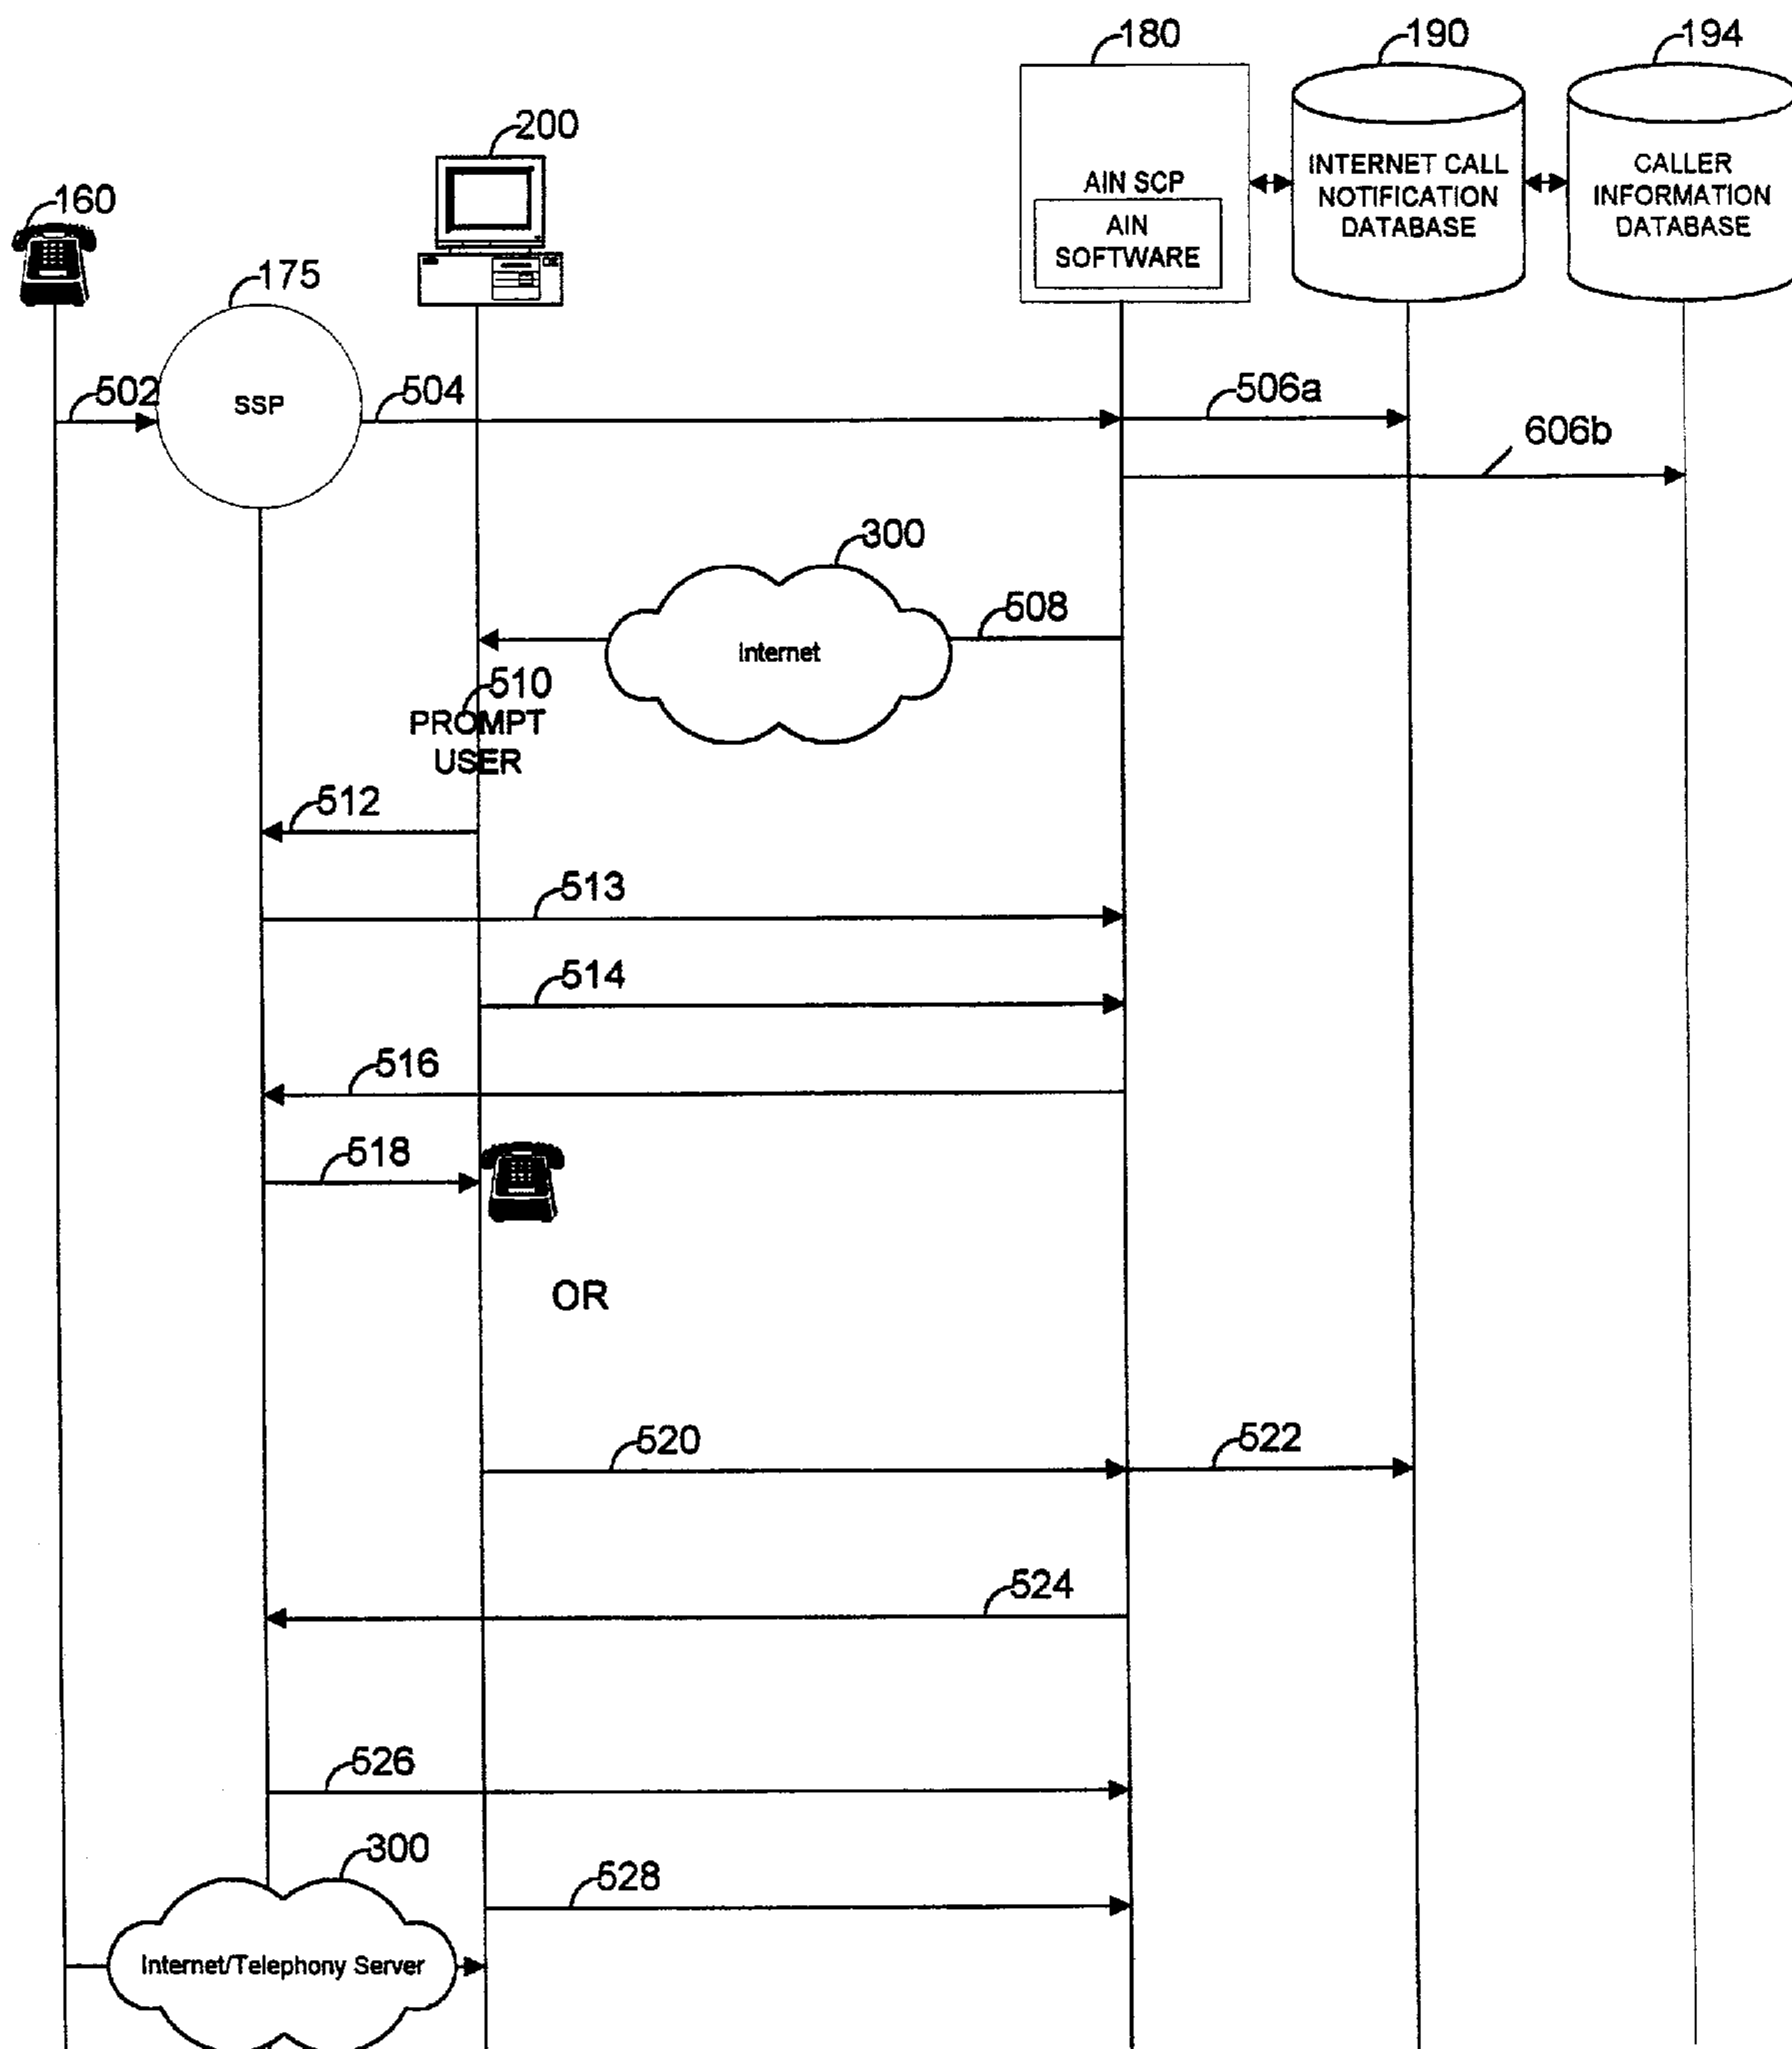 180
190
194
200
160
175
AIN SCP
AIN
SOFTWARE
INTERNET CALL
NOTIFICATION
DATABASE
CALLER
INFORMATION
DATABASE
502
SSP
504
506a
606b
300
508
Internet
510
PROMPT
USER
512
513
514
516
518
OR
520
522
524
526
300
528
Internet/Telephony Server